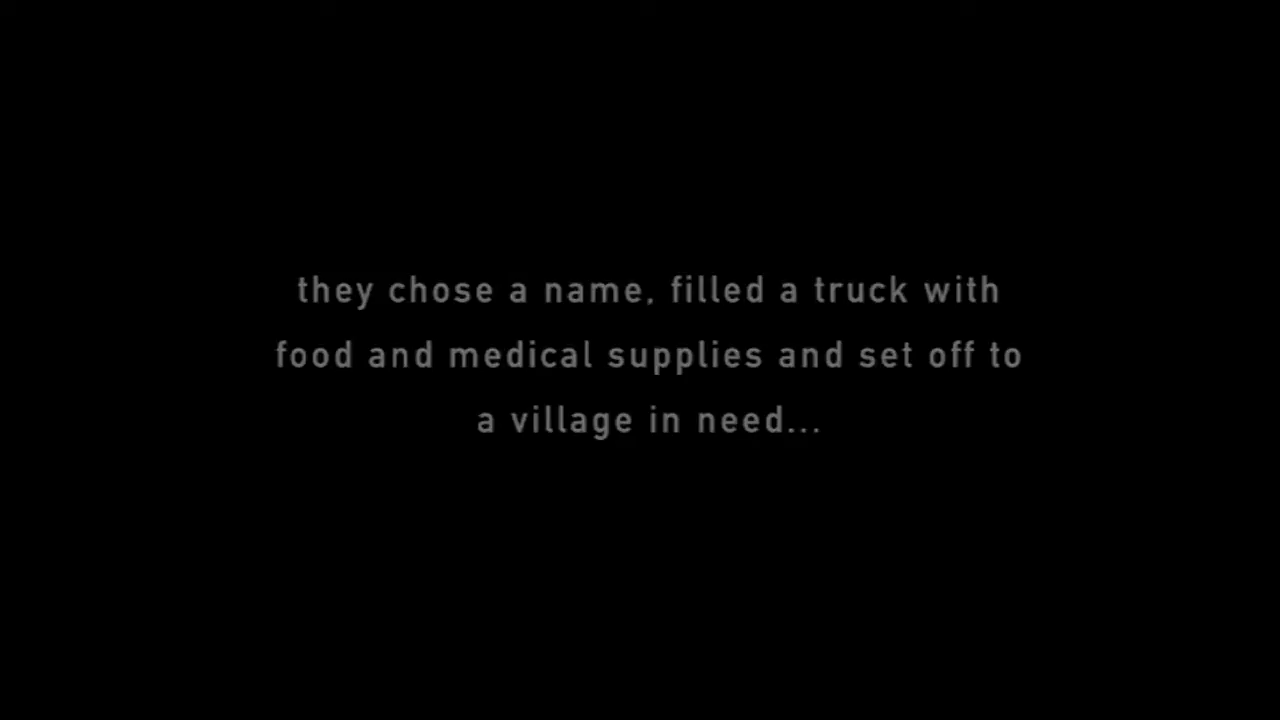 they chose a name, filled a truck with
food and medical supplies and set off to
a village in need...